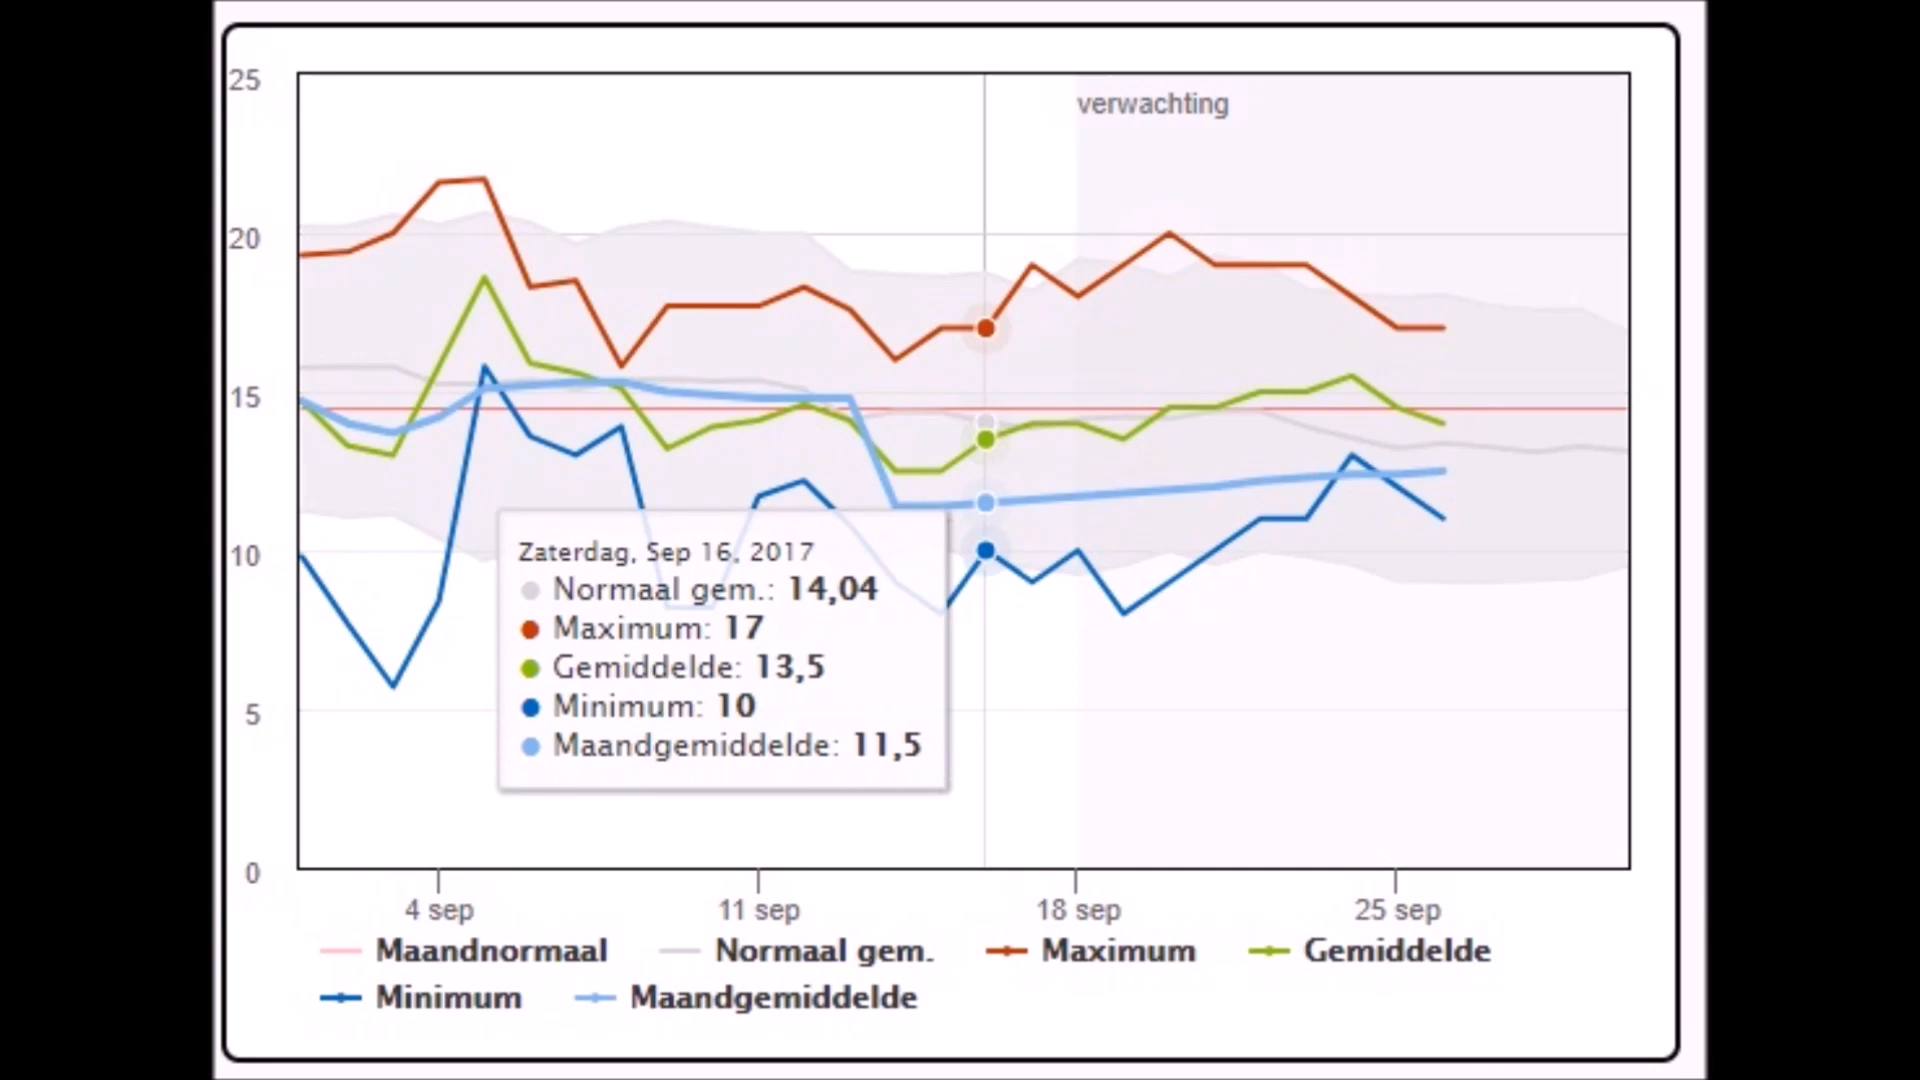 25
verwachting
20
15
10
5
0
Zaterdag, Sep 16, 2017
Normaal gem.: 14,04
Maximum: 17
Gemiddelde: 13,5
Minimum: 10
Maandgemiddelde: 11,5
4 sep 11 sep 18 sep 25 sep
Maandnormaal Normaal gem. Maximum Gemiddelde
Minimum Maandgemiddelde